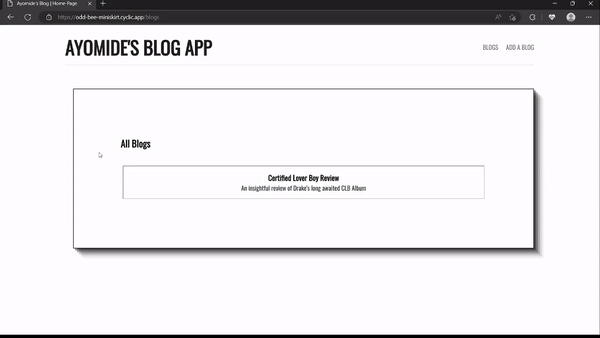 Ayomide's Blog | Home-Page
https://odd-bee-miniskirt.cyclic.app/blogs
AYOMIDE'S BLOG APP
BLOGS
ADD A BLOG
All Blogs
Certified Lover Boy Review
An insightful review of Drake's long awaited CLB Album